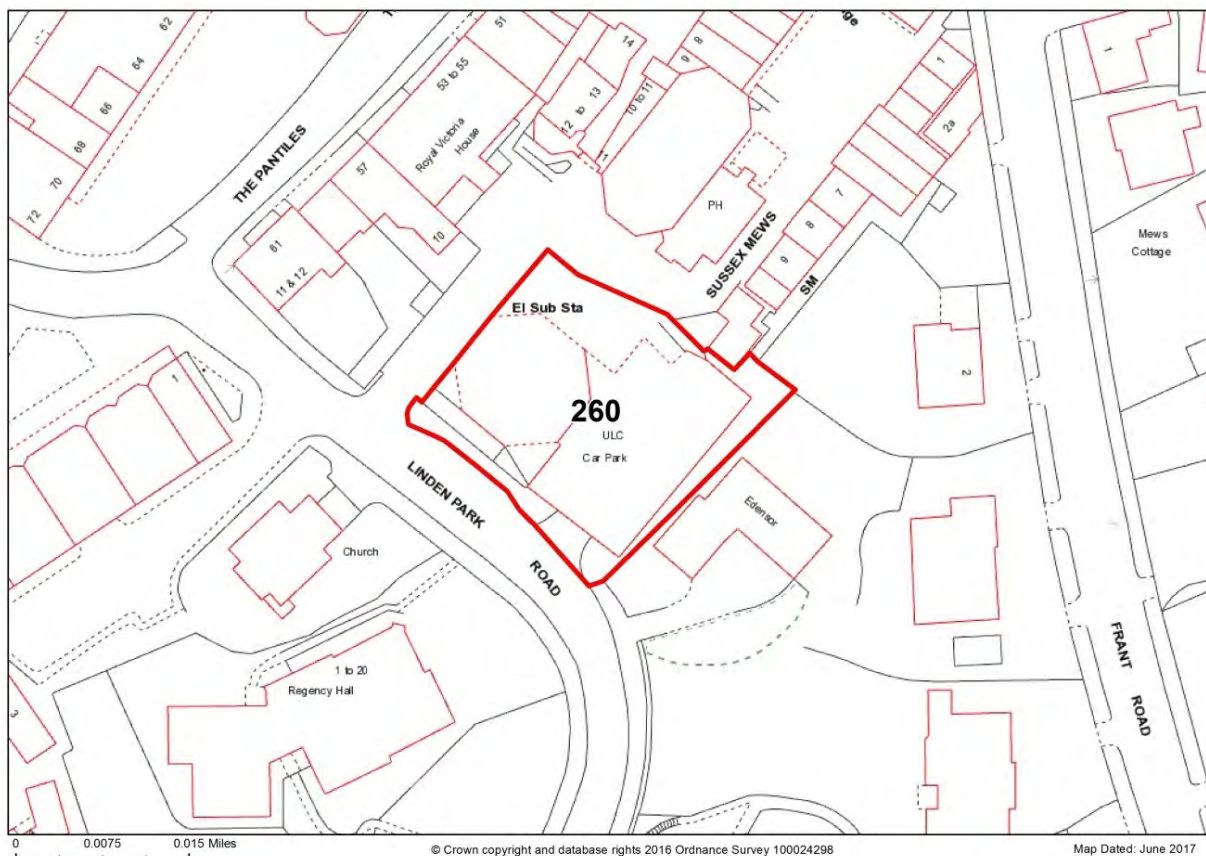 62
64
66
68
70
72
THE PANTILES
51
53 to 55
Royal Victoria
House
57
61
11 & 12
10
14
12 to 13
10 to 11
11
8
9
PH
1
2a
7
8
9
SUSSEX MEWS
SM
1
Mews
Cottage
2
El Sub Sta
260
ULC
Car Park
Edensor
1
LINDEN PARK
ROAD
Church
1 to 20
Regency Hall
3
FRANT
ROAD
0 0.0075 0.015 Miles
© Crown copyright and database rights 2016 Ordnance Survey 100024298
Map Dated: June 2017